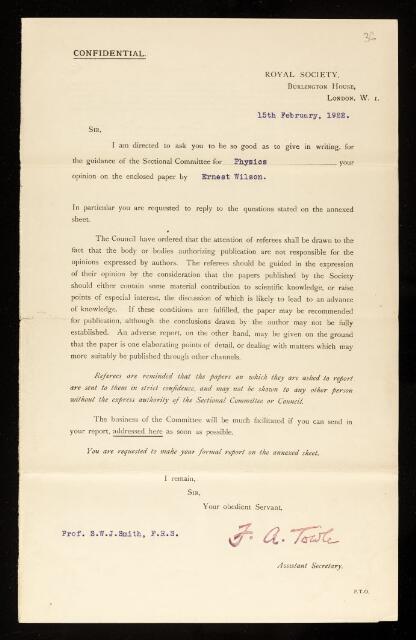 36
CONFIDENTIAL.
ROYAL SOCIETY,
BURLINGTON HOUSE,
LONDON, W. 1.
15th February, 1922.
SIR,
I am directed to ask you to be so good as to give in writing, for
the guidance of the Sectional Committee for Physics your
opinion on the enclosed paper by Ernest Wilson.
In particular you are requested to reply to the questions stated on the annexed
sheet.
The Council have ordered that the attention of referees shall be drawn to the
fact that the body or bodies authorizing publication are not responsible for the
opinions expressed by authors. The referees should be guided in the expression
of their opinion by the consideration that the papers published by the Society
should either contain some material contribution to scientific knowledge, or raise
points of especial interest, the discussion of which is likely to lead to an advance
of knowledge. If these conditions are fulfilled, the paper may be recommended
for publication, although the conclusions drawn by the author may not be fully
established. An adverse report, on the other hand, may be given on the ground
that the paper is one elaborating points of detail, or dealing with matters which may
more suitably be published through other channels.
Referees are reminded that the papers on which they are asked to report
are sent to them in strict confidence, and may not be shown to any other person
without the express authority of the Sectional Committee or Council.
The business of the Committee will be much facilitated if you can send in
your report, addressed here as soon as possible.
You are requested to make your formal report on the annexed sheet.
I remain,
SIR,
Your obedient Servant,
Prof. S.W.J.Smith, F.R.S.
F. A. Towle
Assistant Secretary.
P.T.O.